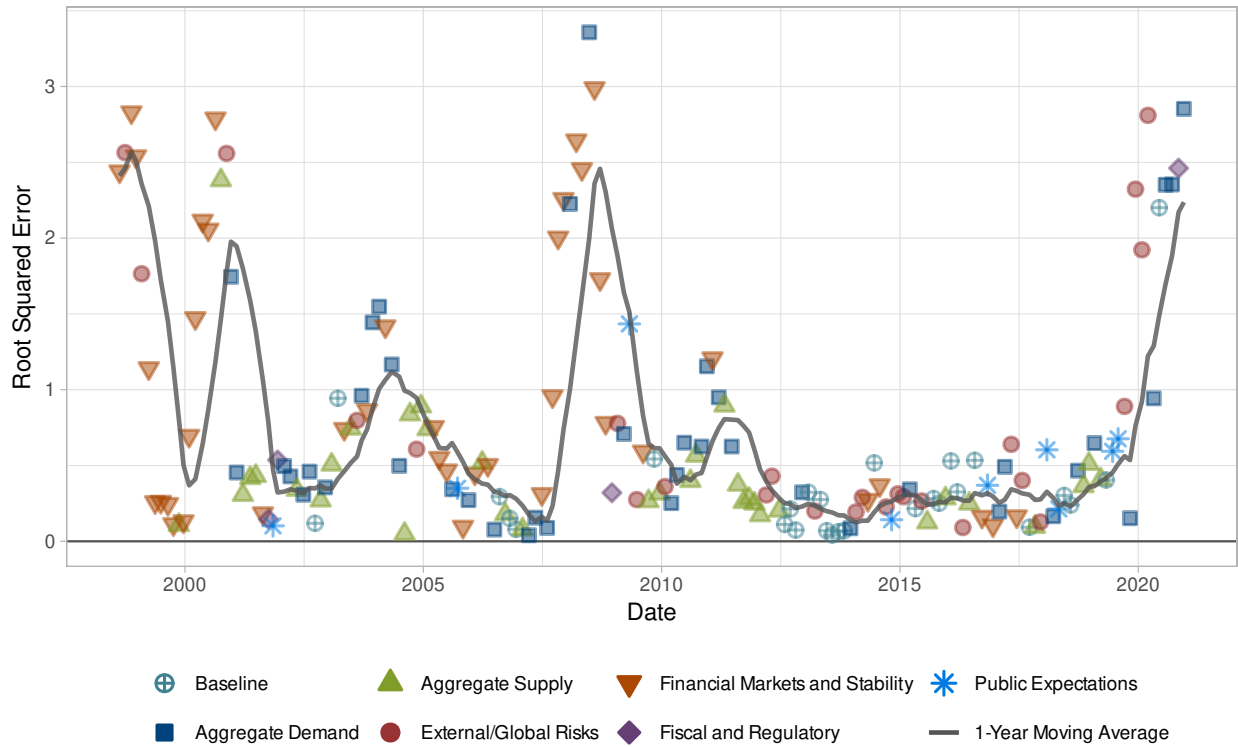 Root Squared Error
3
2
1
0
2000 2005 2010 2015 2020
Date
Baseline Aggregate Supply Financial Markets and Stability Public Expectations
Aggregate Demand External/Global Risks Fiscal and Regulatory 1-Year Moving Average